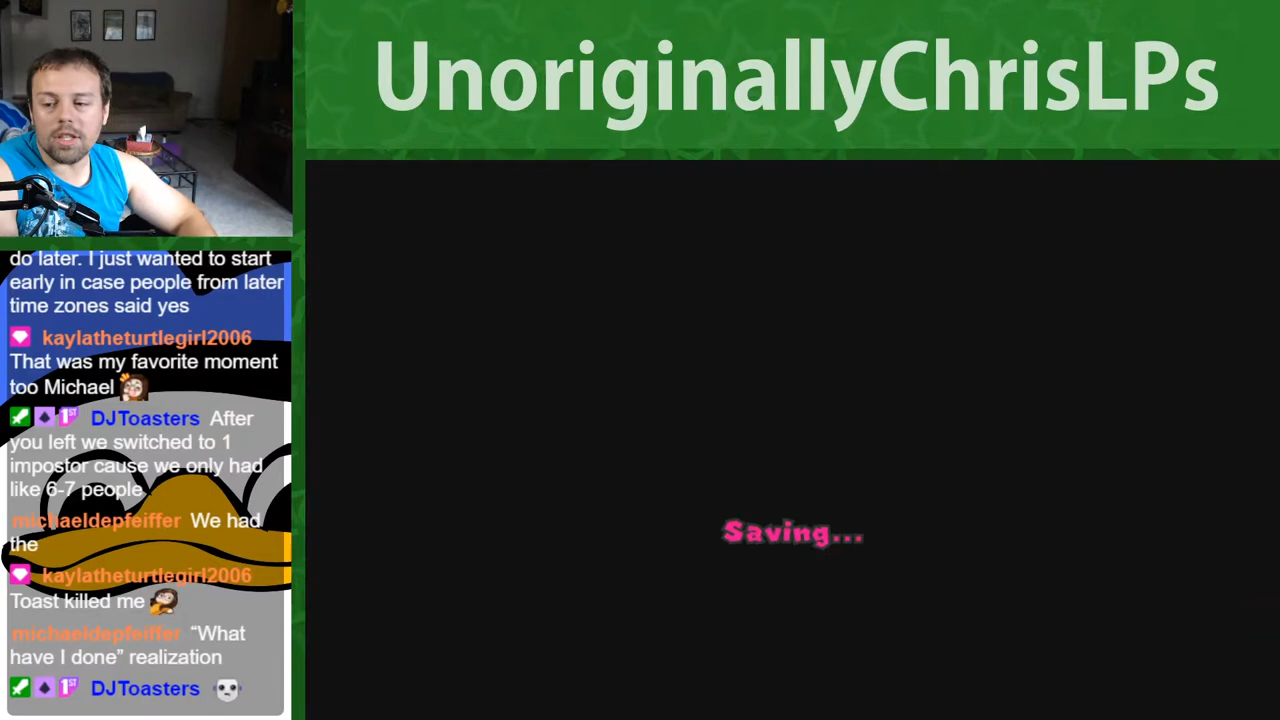 UnoriginallyChrisLPs
do later. I just wanted to start
early in case people from later
time zones said yes
kaylatheturtlegirl2006
That was my favorite moment
too Michael
1ST DJToasters After
you left we switched to 1
impostor cause we only had
like 6-7 people
michaeldepfeiffer We had
the
kaylatheturtlegirl2006
Toast killed me
michaeldepfeiffer “What
have I done” realization
1ST DJToasters
Saving...